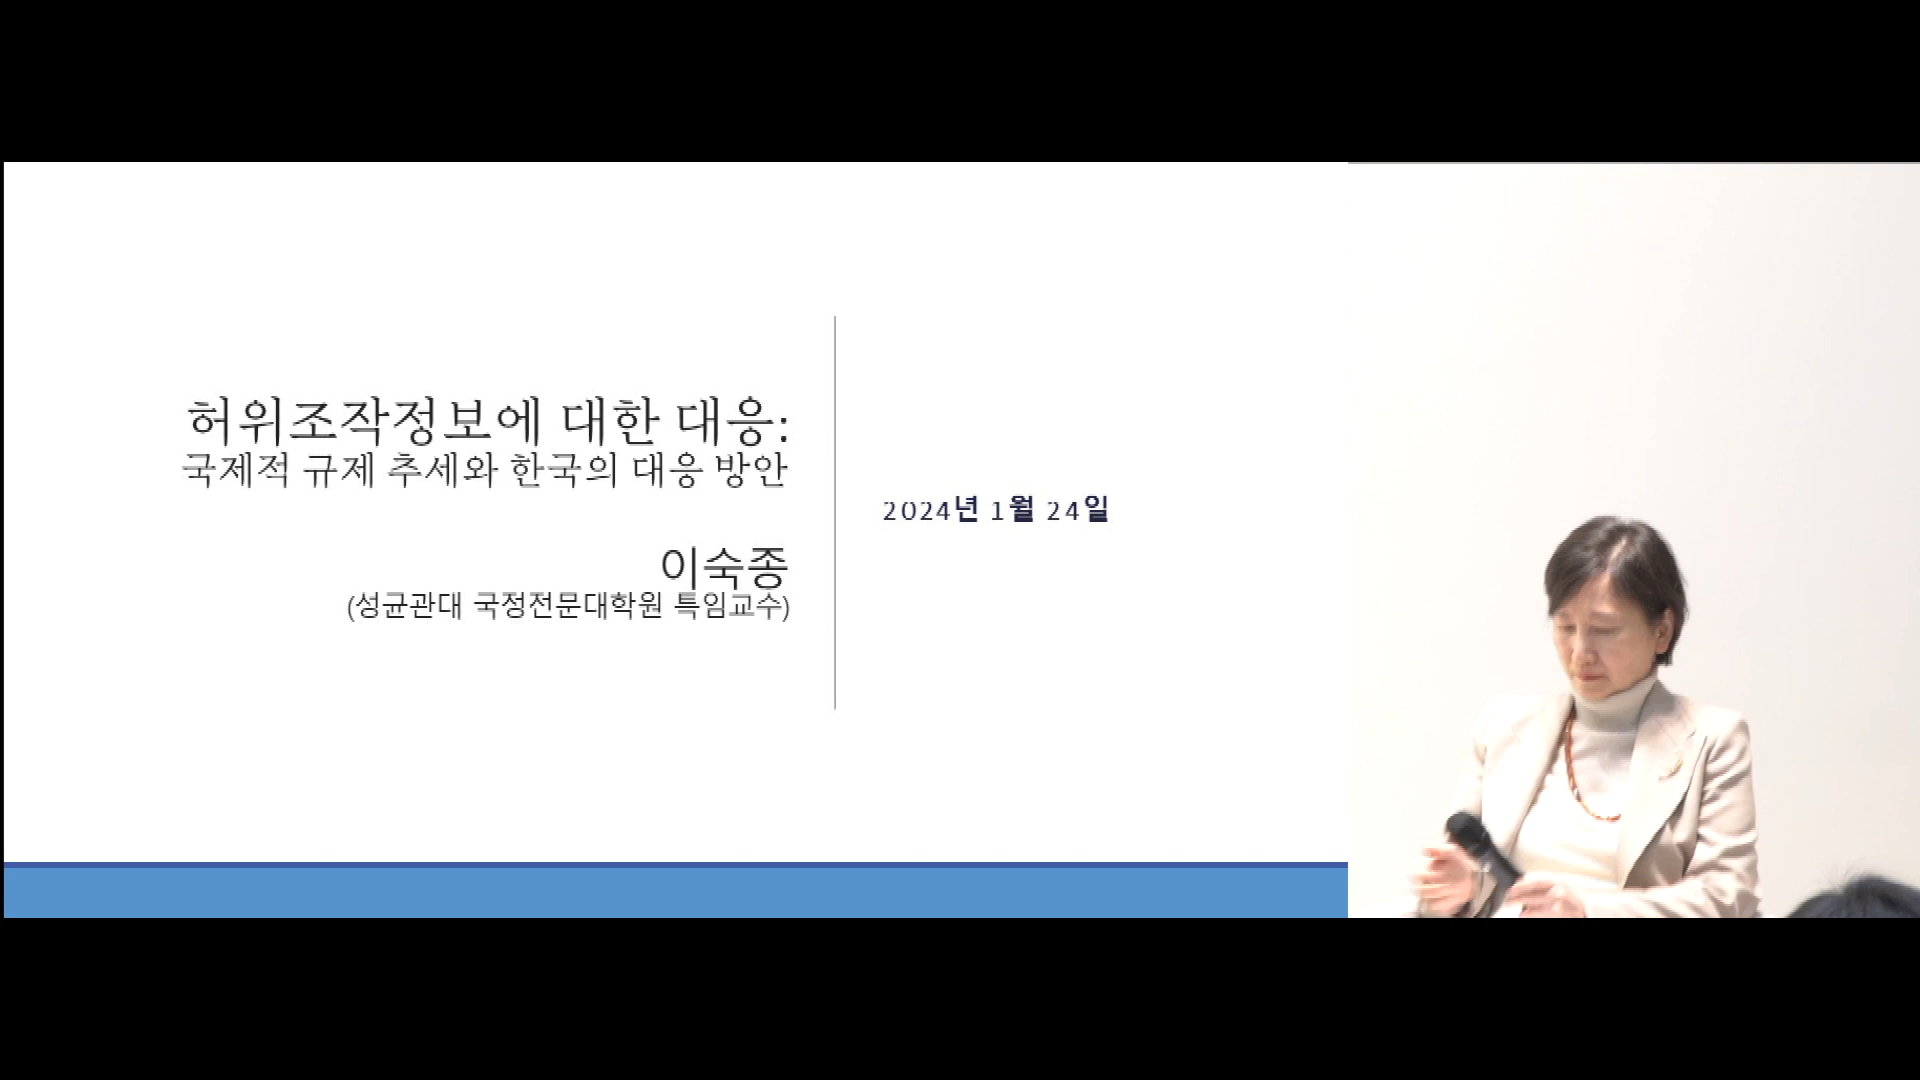 허위조작정보에 대한 대응:
국제적 규제 추세와 한국의 대응 방안
이숙종
(성균관대 국정전문대학원 특임교수)
2024년 1월 24일